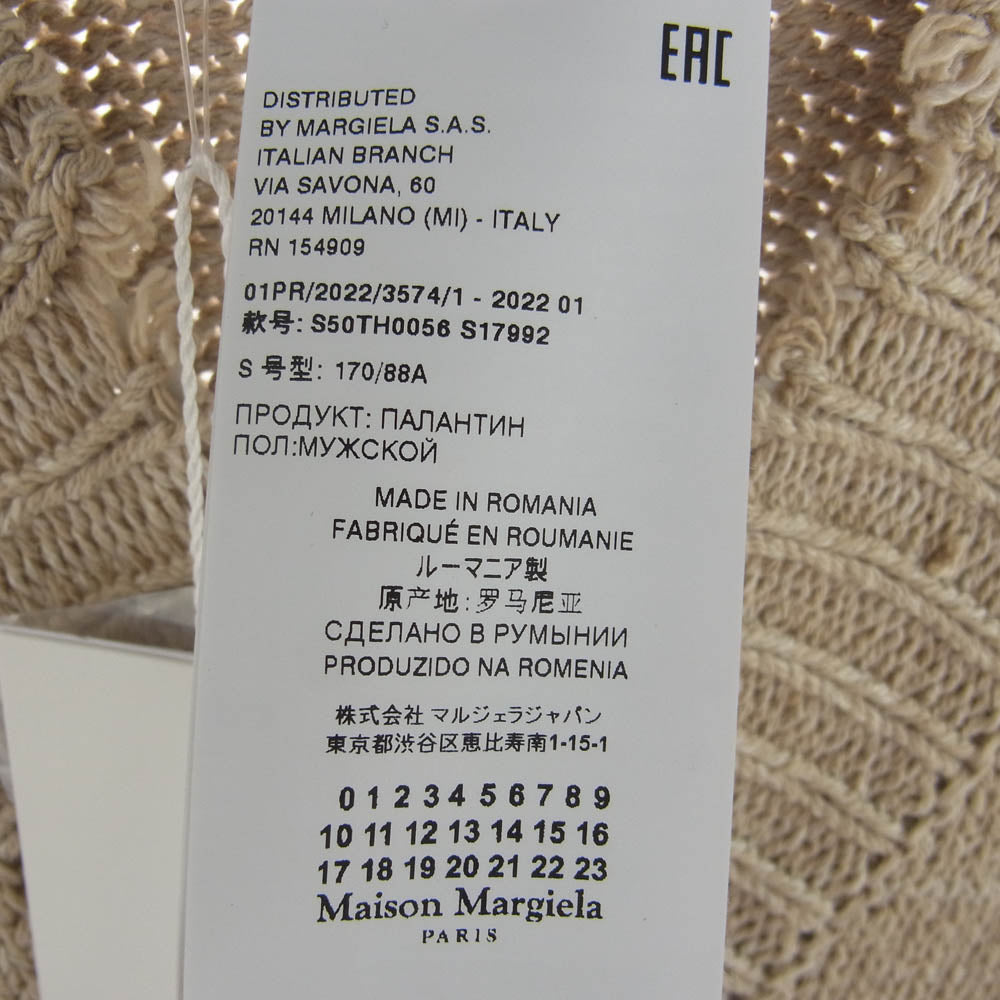 EAC
DISTRIBUTED
BY MARGIELA S.A.S.
ITALIAN BRANCH
VIA SAVONA, 60
20144 MILANO (MI) - ITALY
RN 154909
01PR/2022/3574/1 - 2022 01
款号: S50TH0056 S17992
S 号型: 170/88A
ПРОДУКТ: ПАЛАНТИН
ПОЛ:МУЖСКОЙ
MADE IN ROMANIA
FABRIQUÉ EN ROUMANIE
ルーマニア製
原产地: 罗马尼亚
СДЕЛАНО В РУМЫНИИ
PRODUZIDO NA ROMENIA
株式会社 マルジェラジャパン
東京都渋谷区恵比寿南1-15-1
0 1 2 3 4 5 6 7 8 9
10 11 12 13 14 15 16
17 18 19 20 21 22 23
Maison Margiela
PARIS